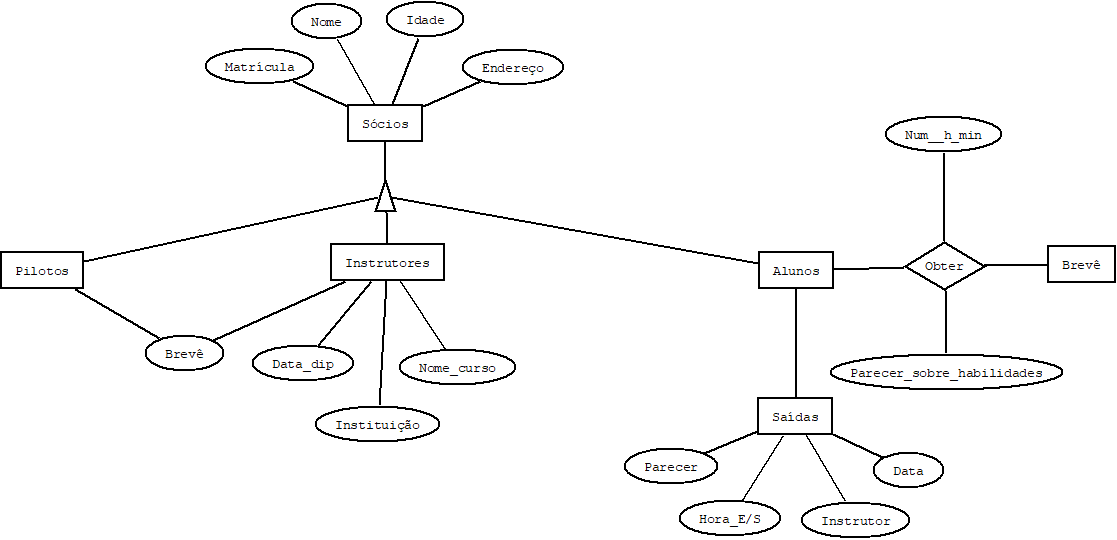 Nome
Idade
Matrícula
Endereço
Sócios
Num__h_min
Pilotos
Instrutores
Alunos
Obter
Brevê
Brevê
Data_dip
Nome_curso
Parecer_sobre_habilidades
Instituição
Saídas
Parecer
Data
Hora_E/S
Instrutor